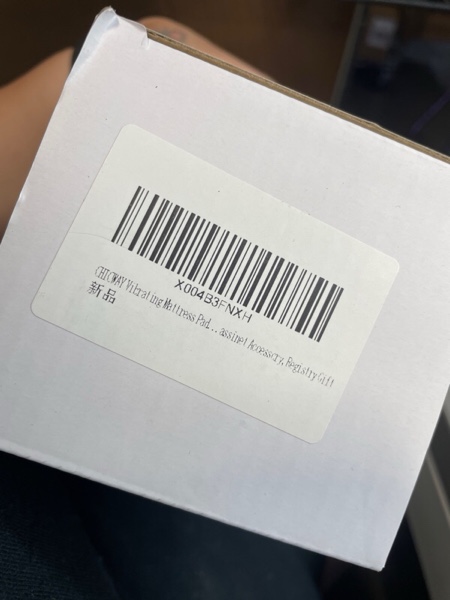 X004B3FNXH
CHICWAY Vibrating Mattress Pad...assinet Accessory, Registry Gift
新品